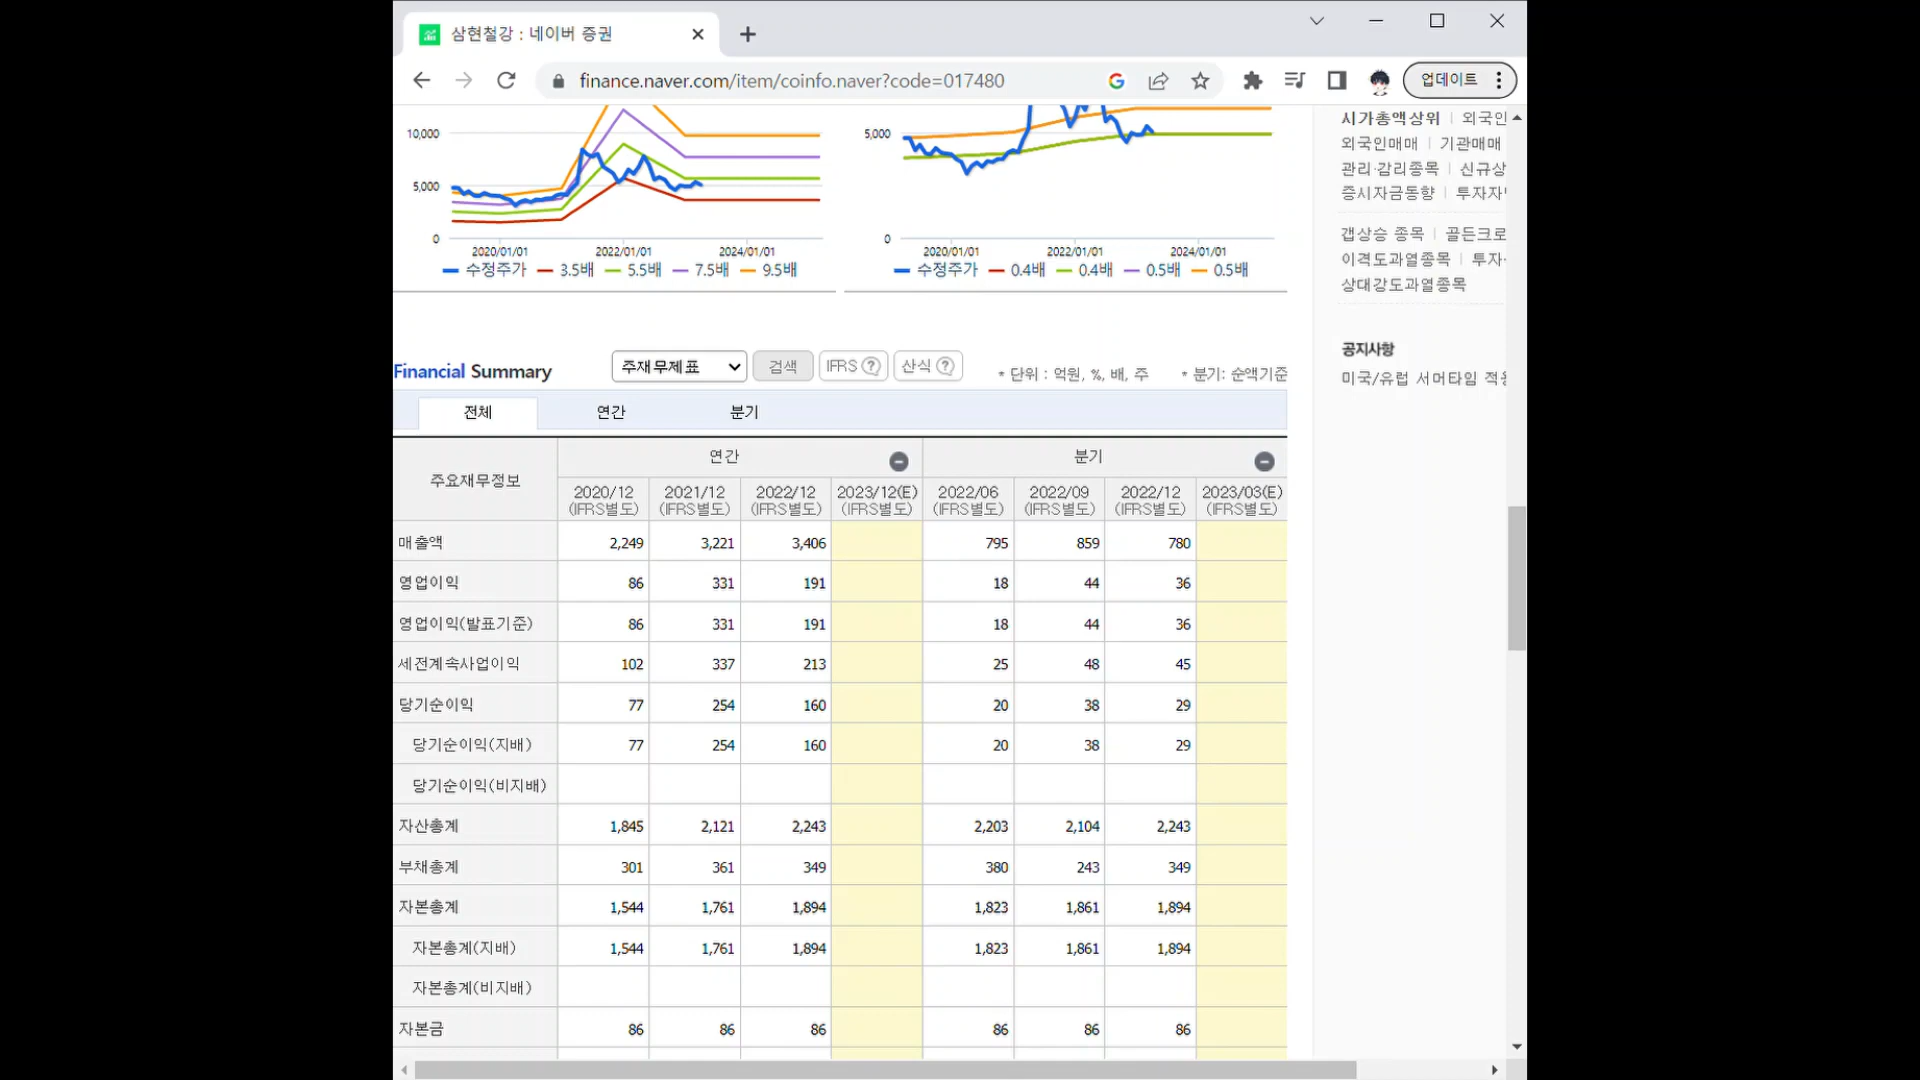 삼현철강 : 네이버 증권
finance.naver.com/item/coinfo.naver?code=017480
업데이트
10,000
5,000
0
2020/01/01 2022/01/01 2024/01/01
수정주가 3.5배 5.5배 7.5배 9.5배
5,000
0
2020/01/01 2022/01/01 2024/01/01
수정주가 0.4배 0.4배 0.5배 0.5배
시가총액상위 외국인
외국인매매 기관매매
관리·감리종목 신규상
증시자금동향 투자자
갭상승 종목 골든크로
이격도과열종목 투자
상대강도과열종목
공지사항
미국/유럽 서머타임 적용
Financial Summary 주재무제표 검색 IFRS ? 산식 ? * 단위 : 억원, %, 배, 주 * 분기: 순액기준
전체 연간 분기
주요재무정보 연간 분기
2020/12 2021/12 2022/12 2023/12(E) 2022/06 2022/09 2022/12 2023/03(E)
(IFRS별도) (IFRS별도) (IFRS별도) (IFRS별도) (IFRS별도) (IFRS별도) (IFRS별도) (IFRS별도)
매출액 2,249 3,221 3,406 795 859 780
영업이익 86 331 191 18 44 36
영업이익(발표기준) 86 331 191 18 44 36
세전계속사업이익 102 337 213 25 48 45
당기순이익 77 254 160 20 38 29
당기순이익(지배) 77 254 160 20 38 29
당기순이익(비지배)
자산총계 1,845 2,121 2,243 2,203 2,104 2,243
부채총계 301 361 349 380 243 349
자본총계 1,544 1,761 1,894 1,823 1,861 1,894
자본총계(지배) 1,544 1,761 1,894 1,823 1,861 1,894
자본총계(비지배)
자본금 86 86 86 86 86 86